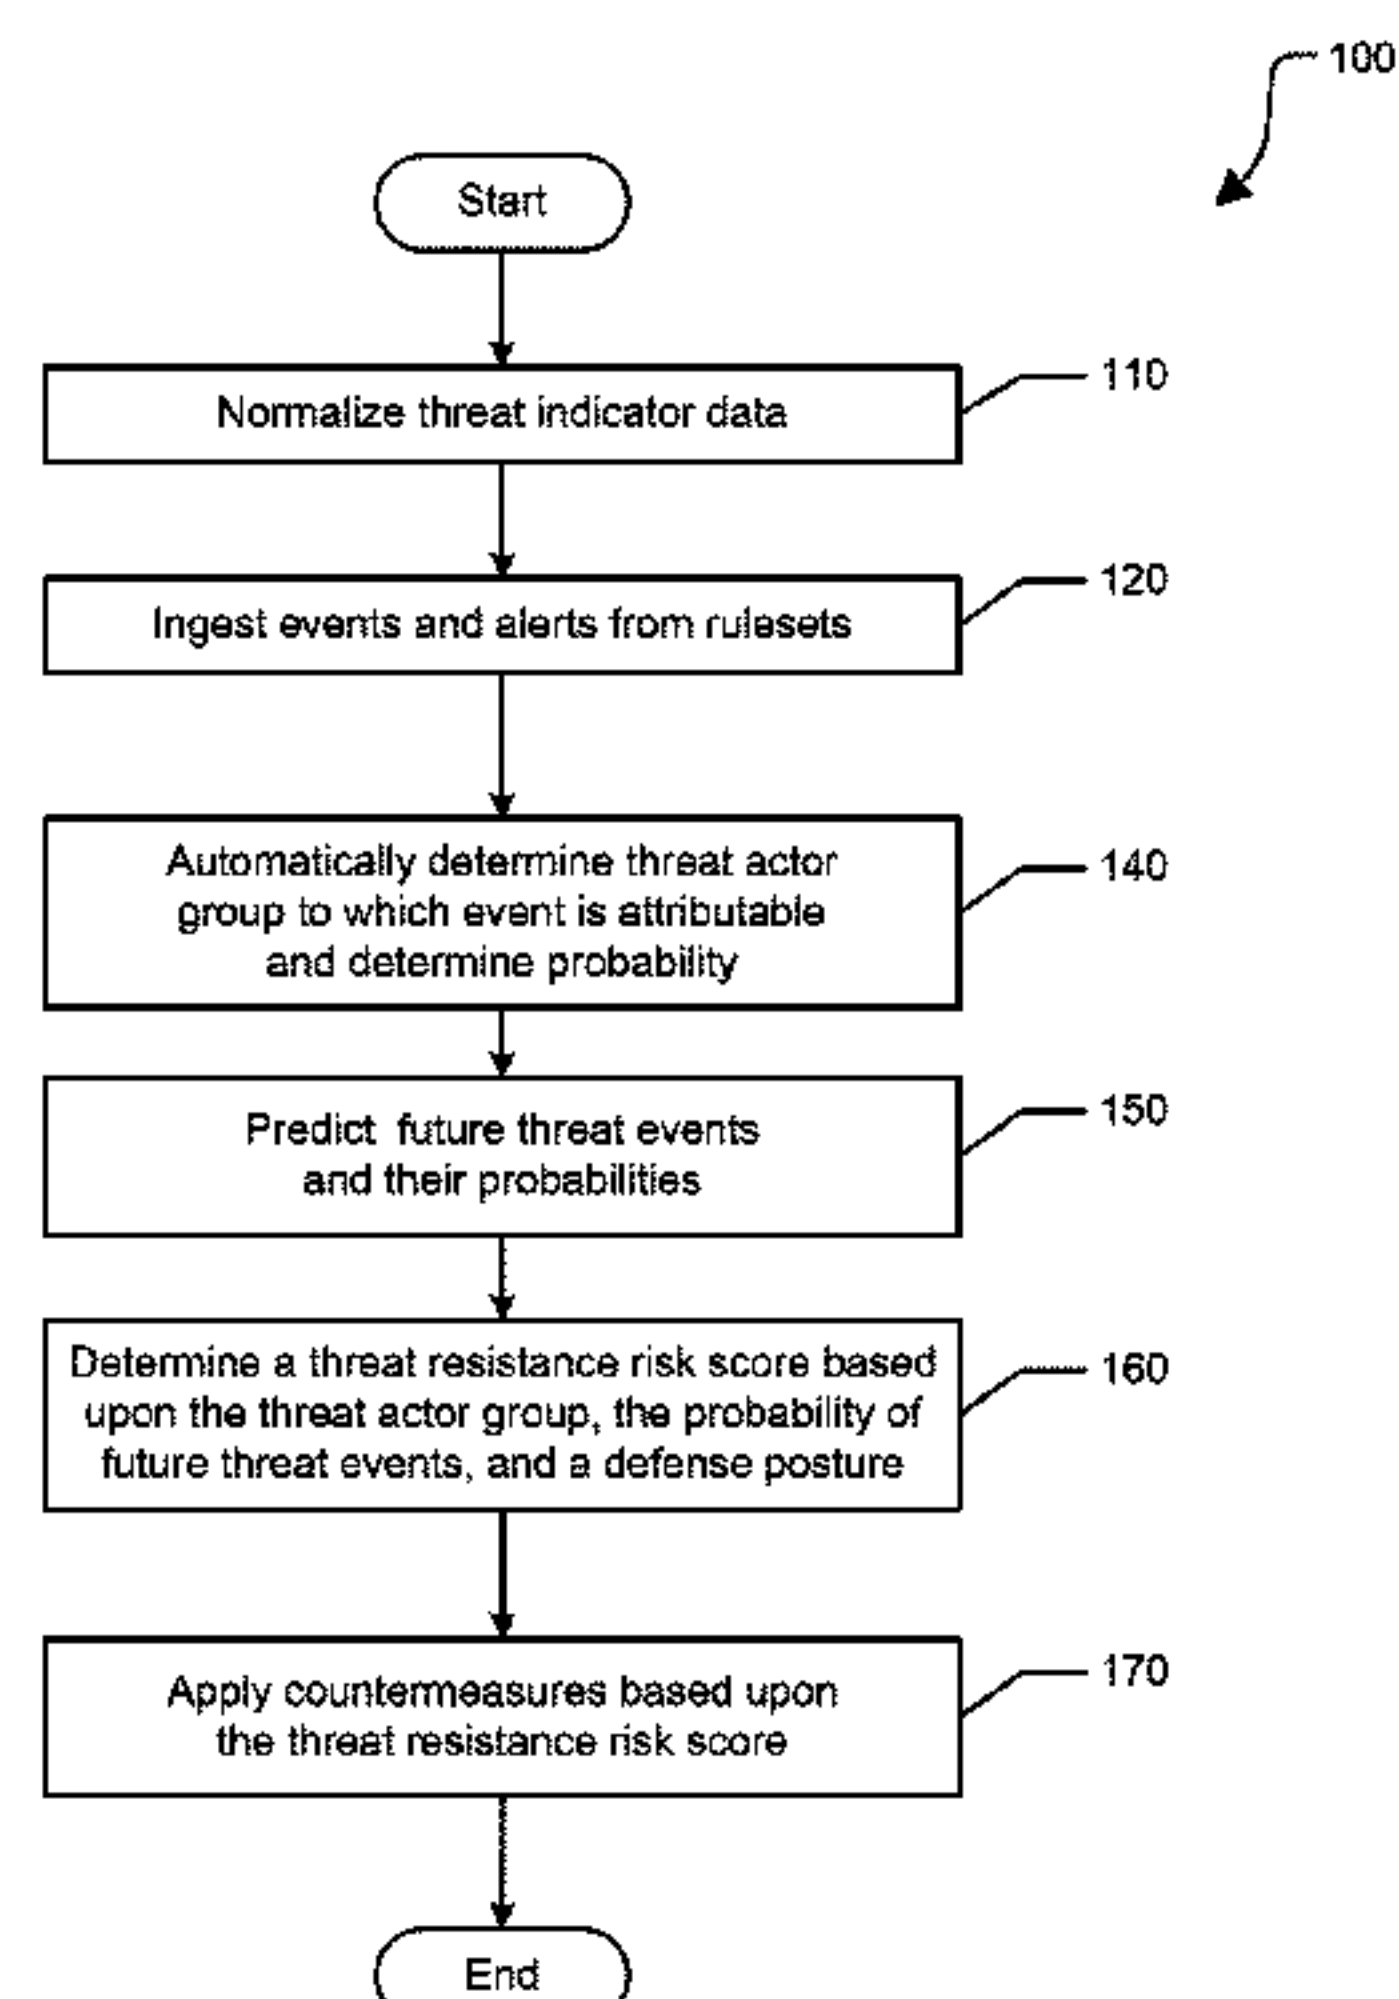 100
Start
Normalize threat indicator data
110
Ingest events and alerts from rulesets
120
Automatically determine threat actor
group to which event is attributable
and determine probability
140
Predict future threat events
and their probabilities
150
Determine a threat resistance risk score based
upon the threat actor group, the probability of
future threat events, and a defense posture
160
Apply countermeasures based upon
the threat resistance risk score
170
End